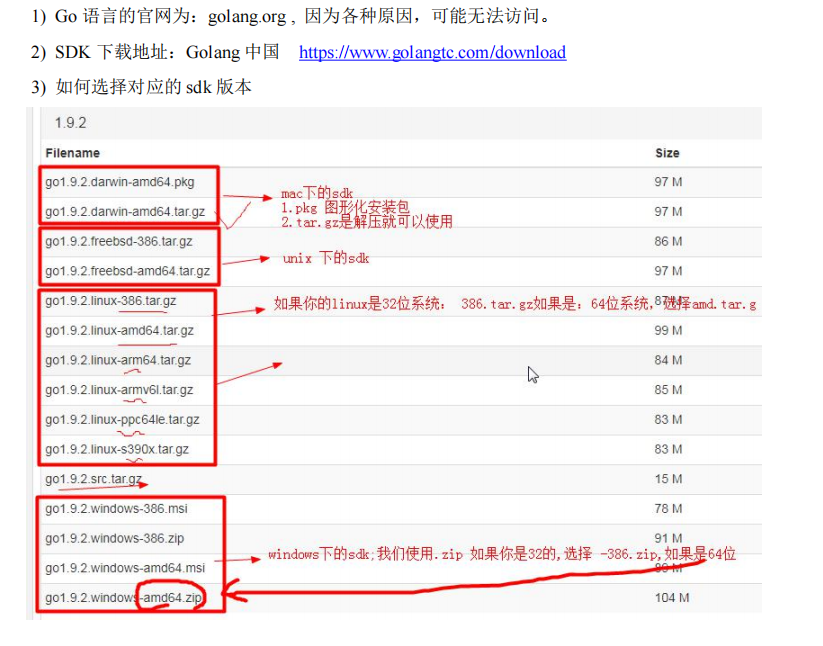 1) Go 语言的官网为：golang.org , 因为各种原因，可能无法访问。
2) SDK 下载地址：Golang 中国 https://www.golangtc.com/download
3) 如何选择对应的 sdk 版本
1.9.2
Filename Size
go1.9.2.darwin-amd64.pkg 97 M
mac下的sdk
1.pkg 图形化安装包
go1.9.2.darwin-amd64.tar.gz 97 M
2.tar.gz是解压就可以使用
go1.9.2.freebsd-386.tar.gz 86 M
go1.9.2.freebsd-amd64.tar.gz unix 下的sdk 97 M
go1.9.2.linux-386.tar.gz 如果你的linux是32位系统： 386.tar.gz如果是：64位系统，选择amd.tar.g 87 M
go1.9.2.linux-amd64.tar.gz 99 M
go1.9.2.linux-arm64.tar.gz 84 M
go1.9.2.linux-armv6l.tar.gz 85 M
go1.9.2.linux-ppc64le.tar.gz 83 M
go1.9.2.linux-s390x.tar.gz 83 M
go1.9.2.src.tar.gz 15 M
go1.9.2.windows-386.msi 78 M
go1.9.2.windows-386.zip 91 M
windows下的sdk;我们使用.zip 如果你是32的,选择 -386.zip,如果是64位
go1.9.2.windows-amd64.msi
go1.9.2.windows-amd64.zip 104 M